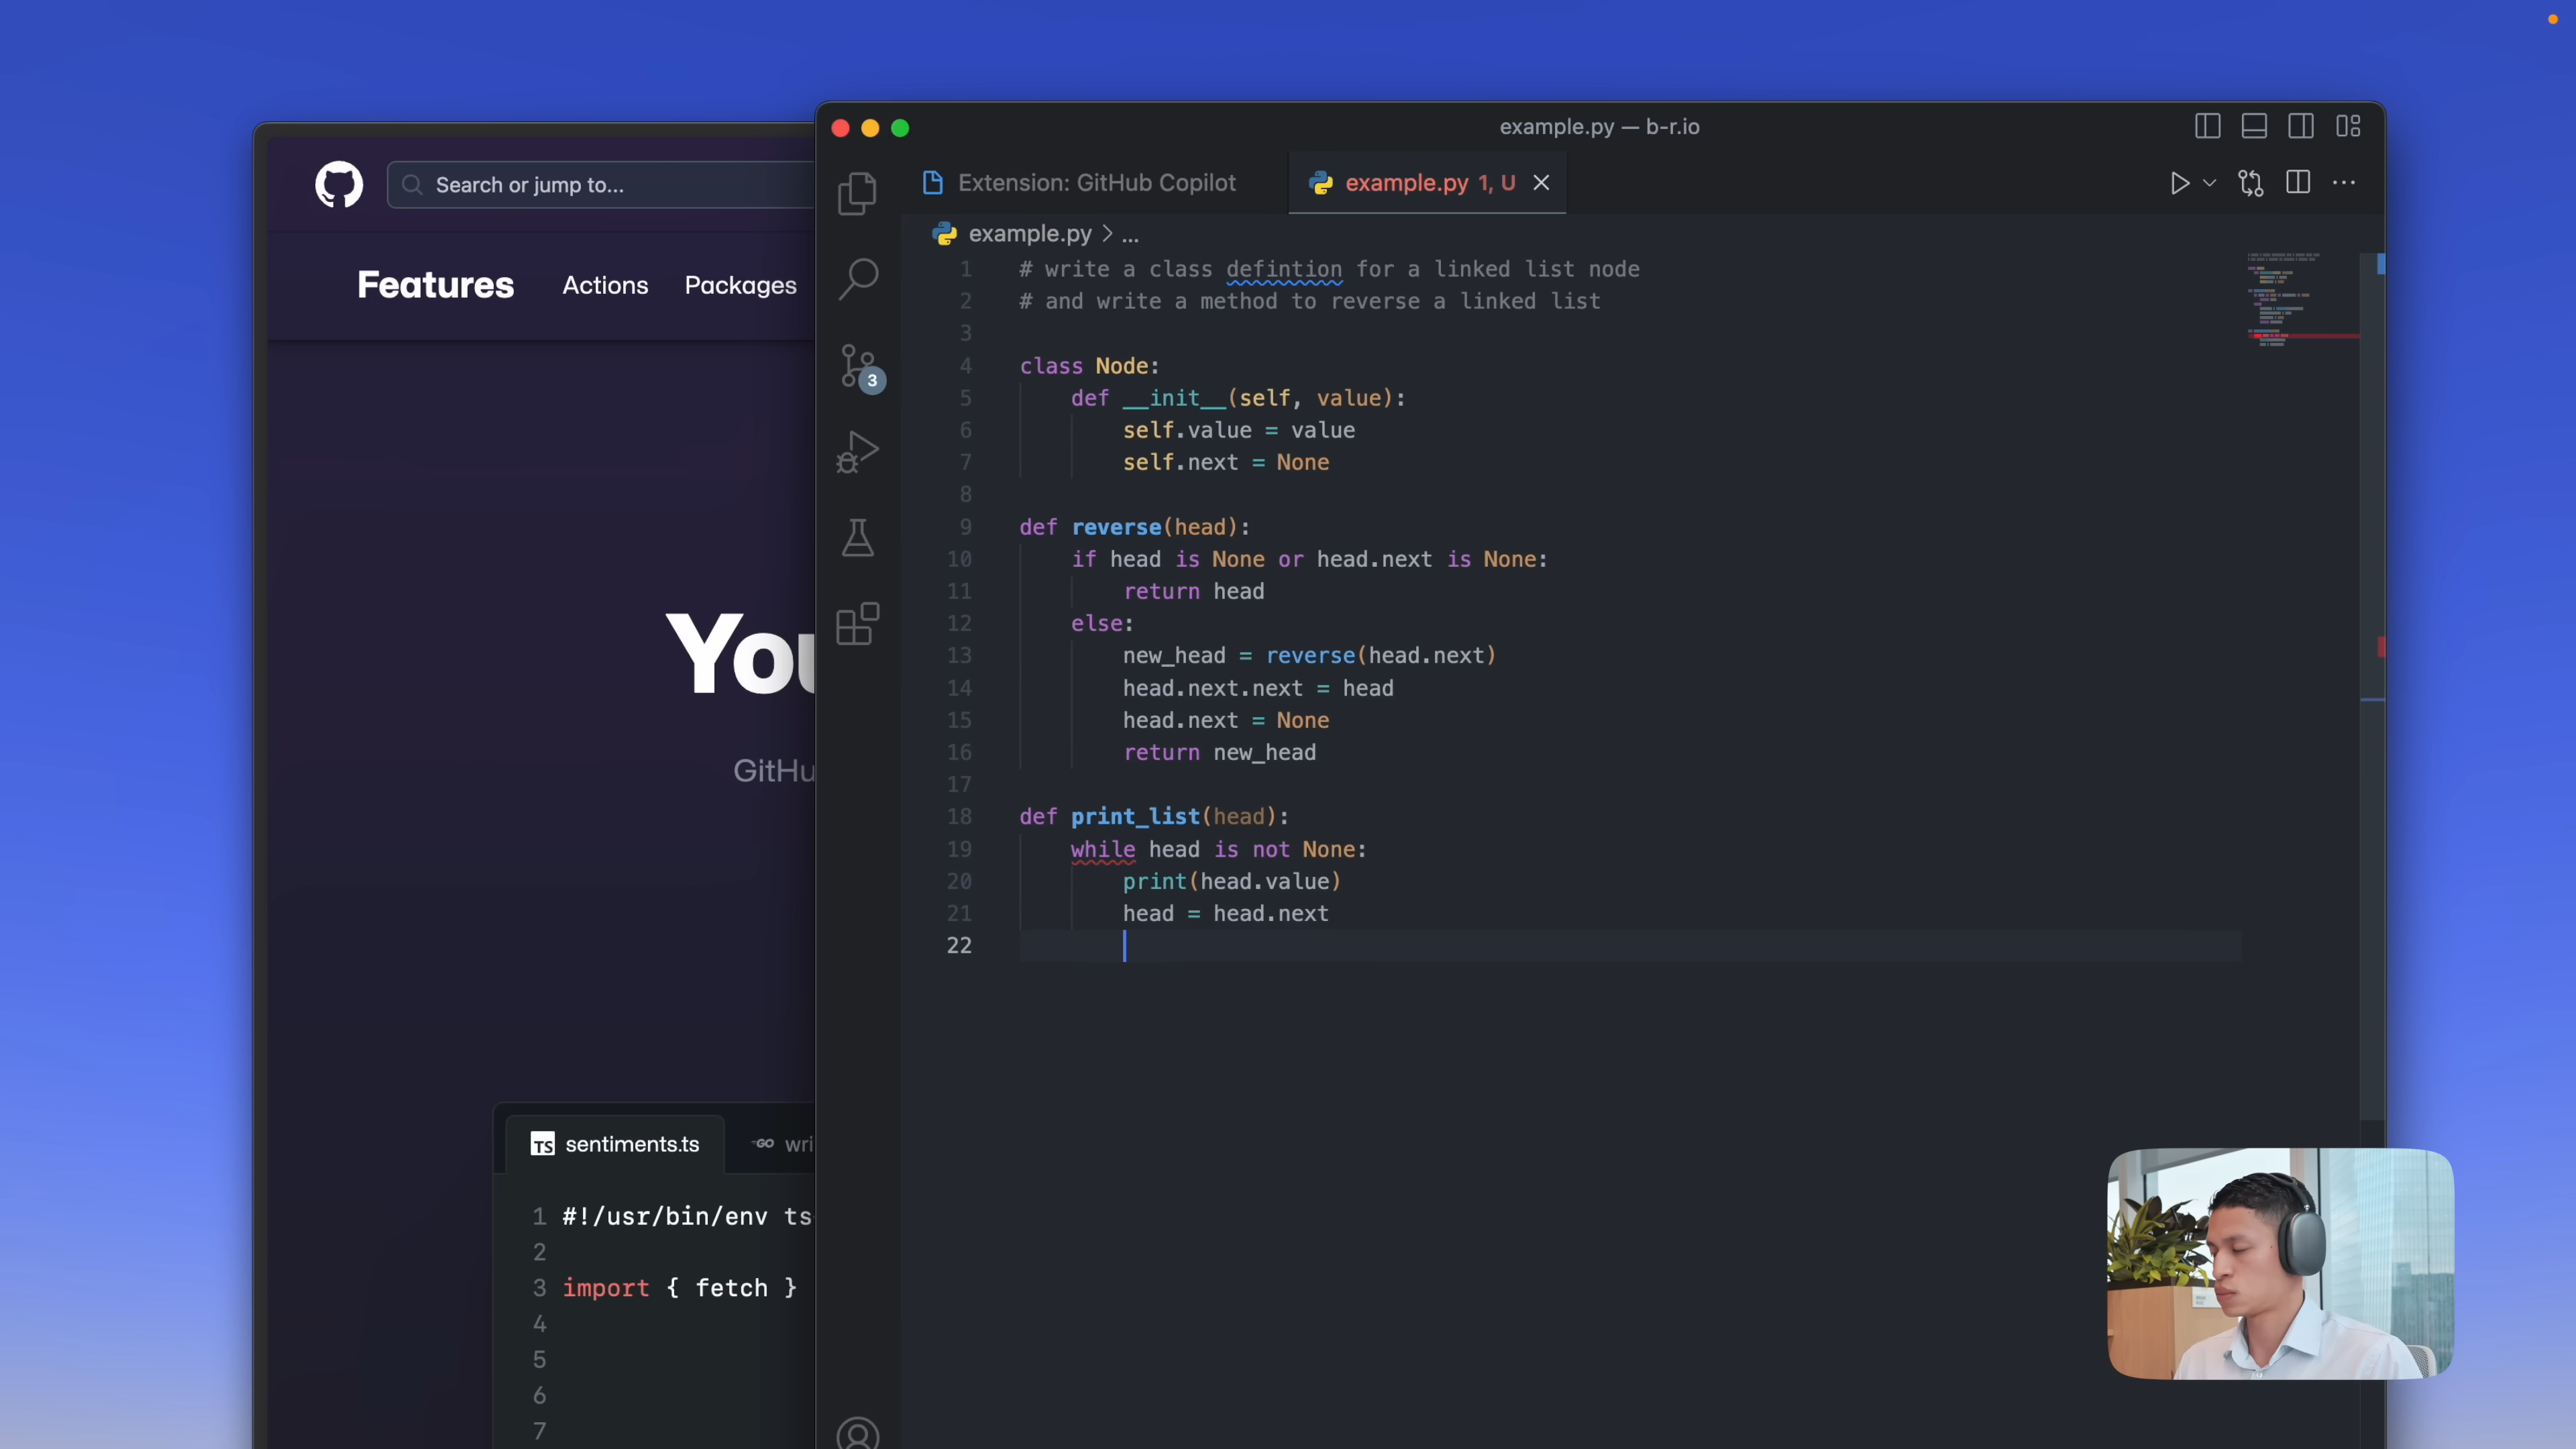 Search or jump to...
Features
Actions
Packages
You
GitHu
TS sentiments.ts
GO wri
1 #!/usr/bin/env ts
2
3 import { fetch }
4
5
6
7
example.py — b-r.io
Extension: GitHub Copilot
example.py 1, U
example.py > ...
3
1 # write a class defintion for a linked list node
2 # and write a method to reverse a linked list
3
4 class Node:
5 def __init__(self, value):
6 self.value = value
7 self.next = None
8
9 def reverse(head):
10 if head is None or head.next is None:
11 return head
12 else:
13 new_head = reverse(head.next)
14 head.next.next = head
15 head.next = None
16 return new_head
17
18 def print_list(head):
19 while head is not None:
20 print(head.value)
21 head = head.next
22